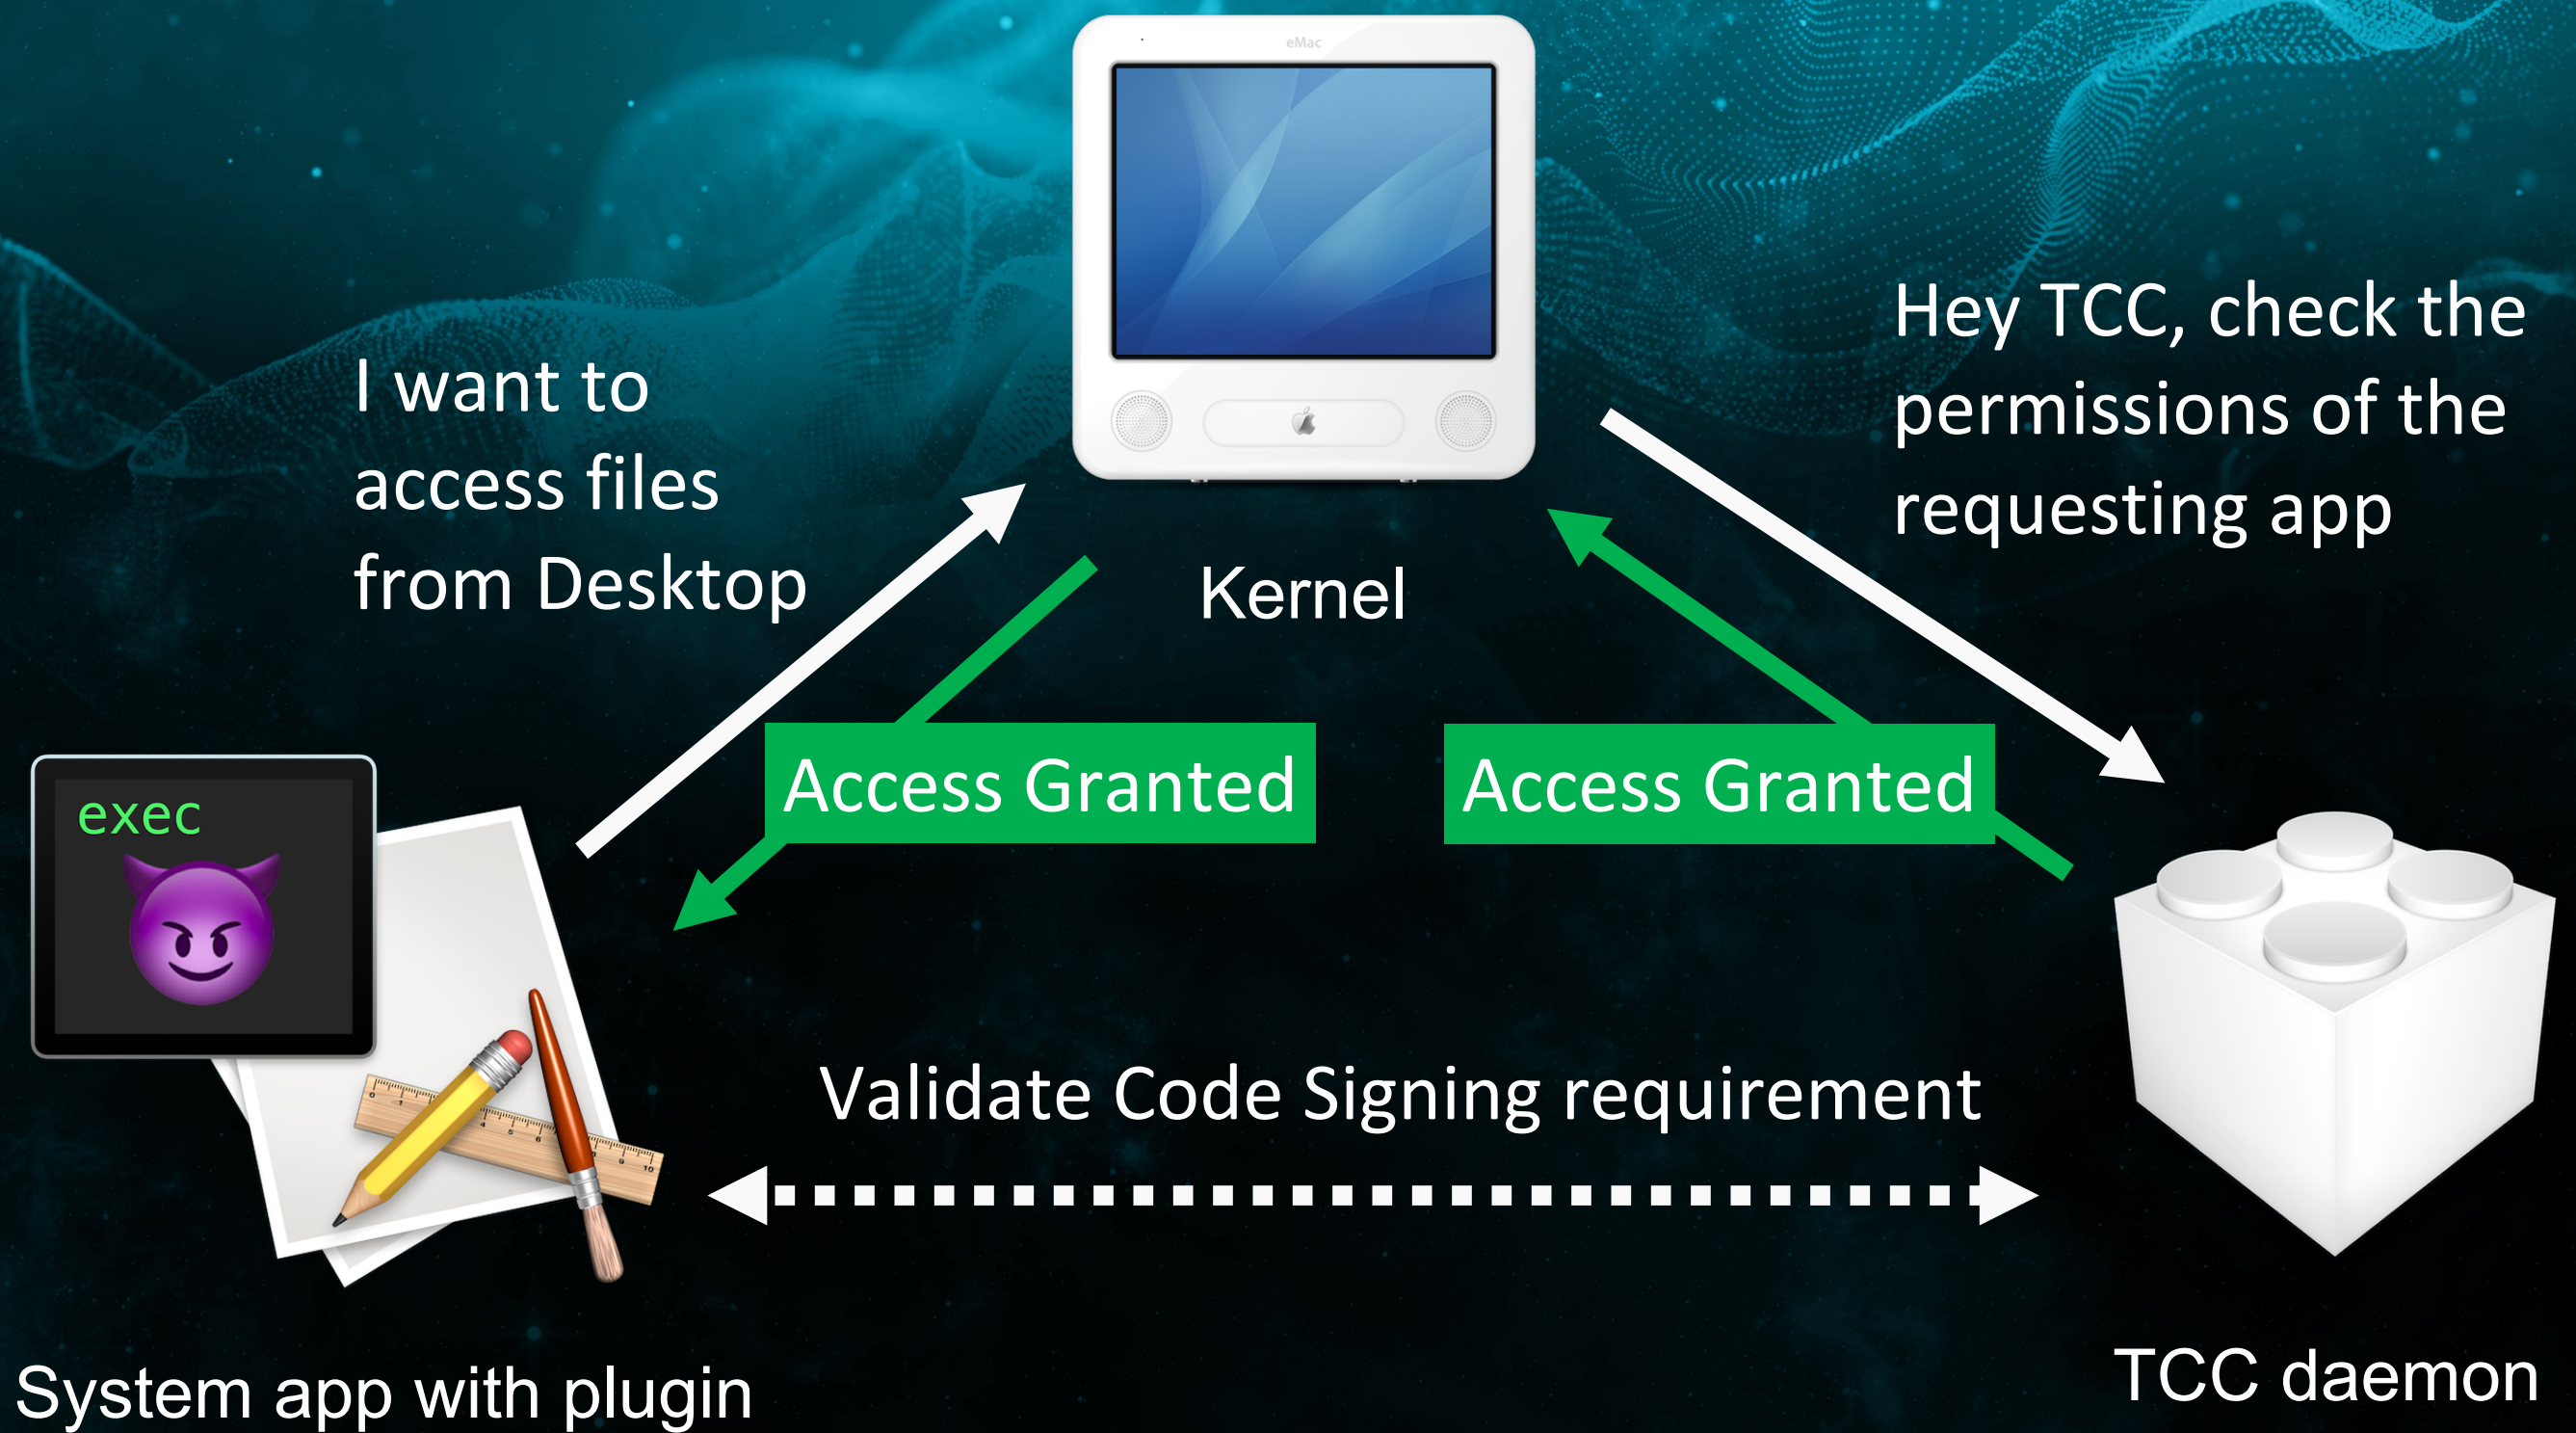 eMac
I want to
access files
from Desktop
Hey TCC, check the
permissions of the
requesting app
Kernel
Access Granted
Access Granted
exec
Validate Code Signing requirement
System app with plugin
TCC daemon